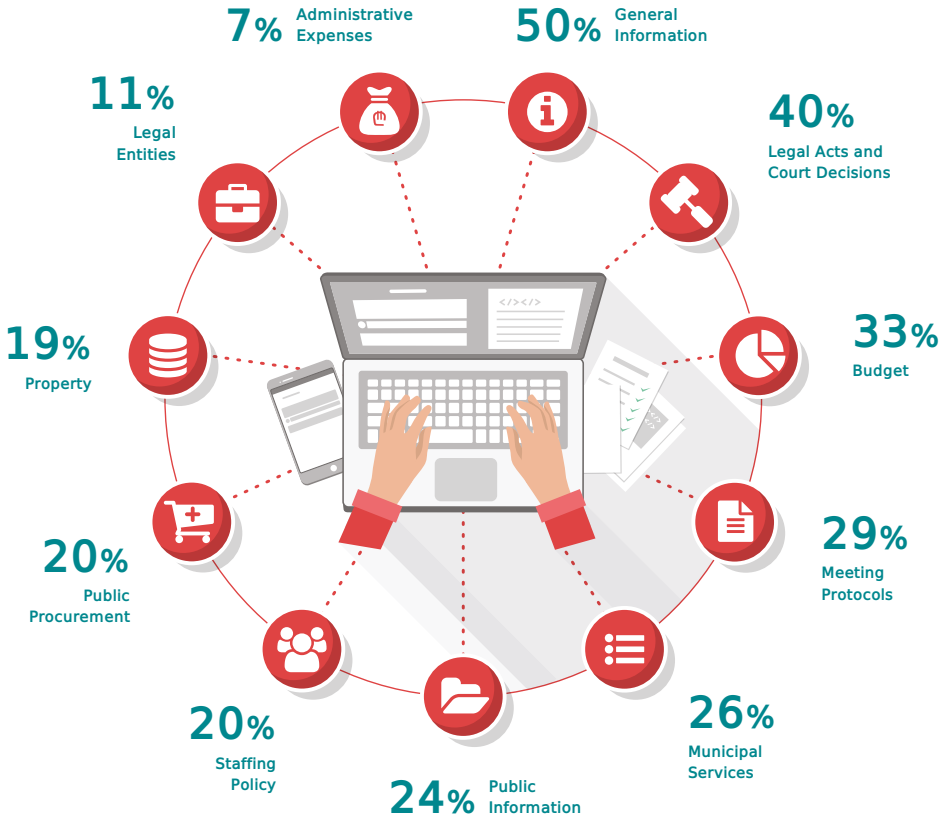 7% Administrative
Expenses
50% General
Information
40%
Legal Acts and
Court Decisions
33%
Budget
29%
Meeting
Protocols
26%
Municipal
Services
24% Public
Information
20%
Staffing
Policy
20%
Public
Procurement
19%
Property
11%
Legal
Entities
</>
</>
</>
</>